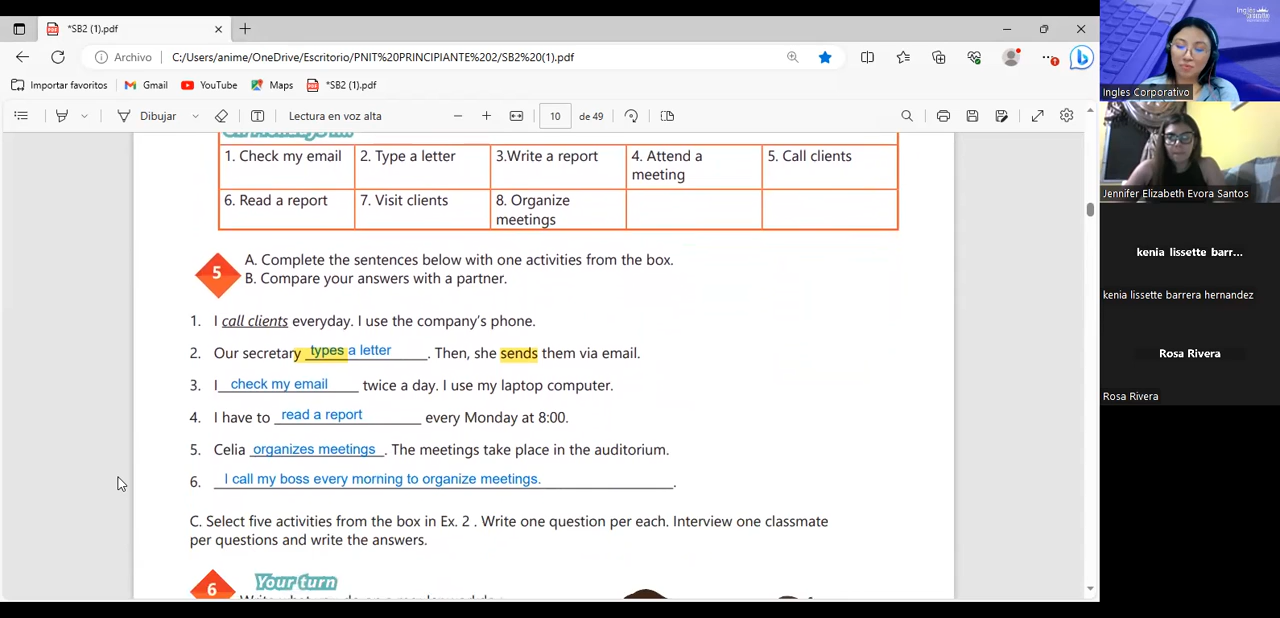 *SB2 (1).pdf
Archivo C:/Users/anime/OneDrive/Escritorio/PNIT%20PRINCIPIANTE%202/SB2%20(1).pdf
Importar favoritos Gmail YouTube Maps *SB2 (1).pdf
Dibujar Lectura en voz alta 10 de 49
1. Check my email 2. Type a letter 3.Write a report 4. Attend a meeting 5. Call clients
6. Read a report 7. Visit clients 8. Organize meetings
5
A. Complete the sentences below with one activities from the box.
B. Compare your answers with a partner.
1. I call clients everyday. I use the company's phone.
2. Our secretary types a letter. Then, she sends them via email.
3. I check my email twice a day. I use my laptop computer.
4. I have to read a report every Monday at 8:00.
5. Celia organizes meetings. The meetings take place in the auditorium.
6. I call my boss every morning to organize meetings. .
C. Select five activities from the box in Ex. 2 . Write one question per each. Interview one classmate
per questions and write the answers.
6
Your turn
Ingles Corporativo
Jennifer Elizabeth Evora Santos
kenia lissette barr...
kenia lissette barrera hernandez
Rosa Rivera
Rosa Rivera